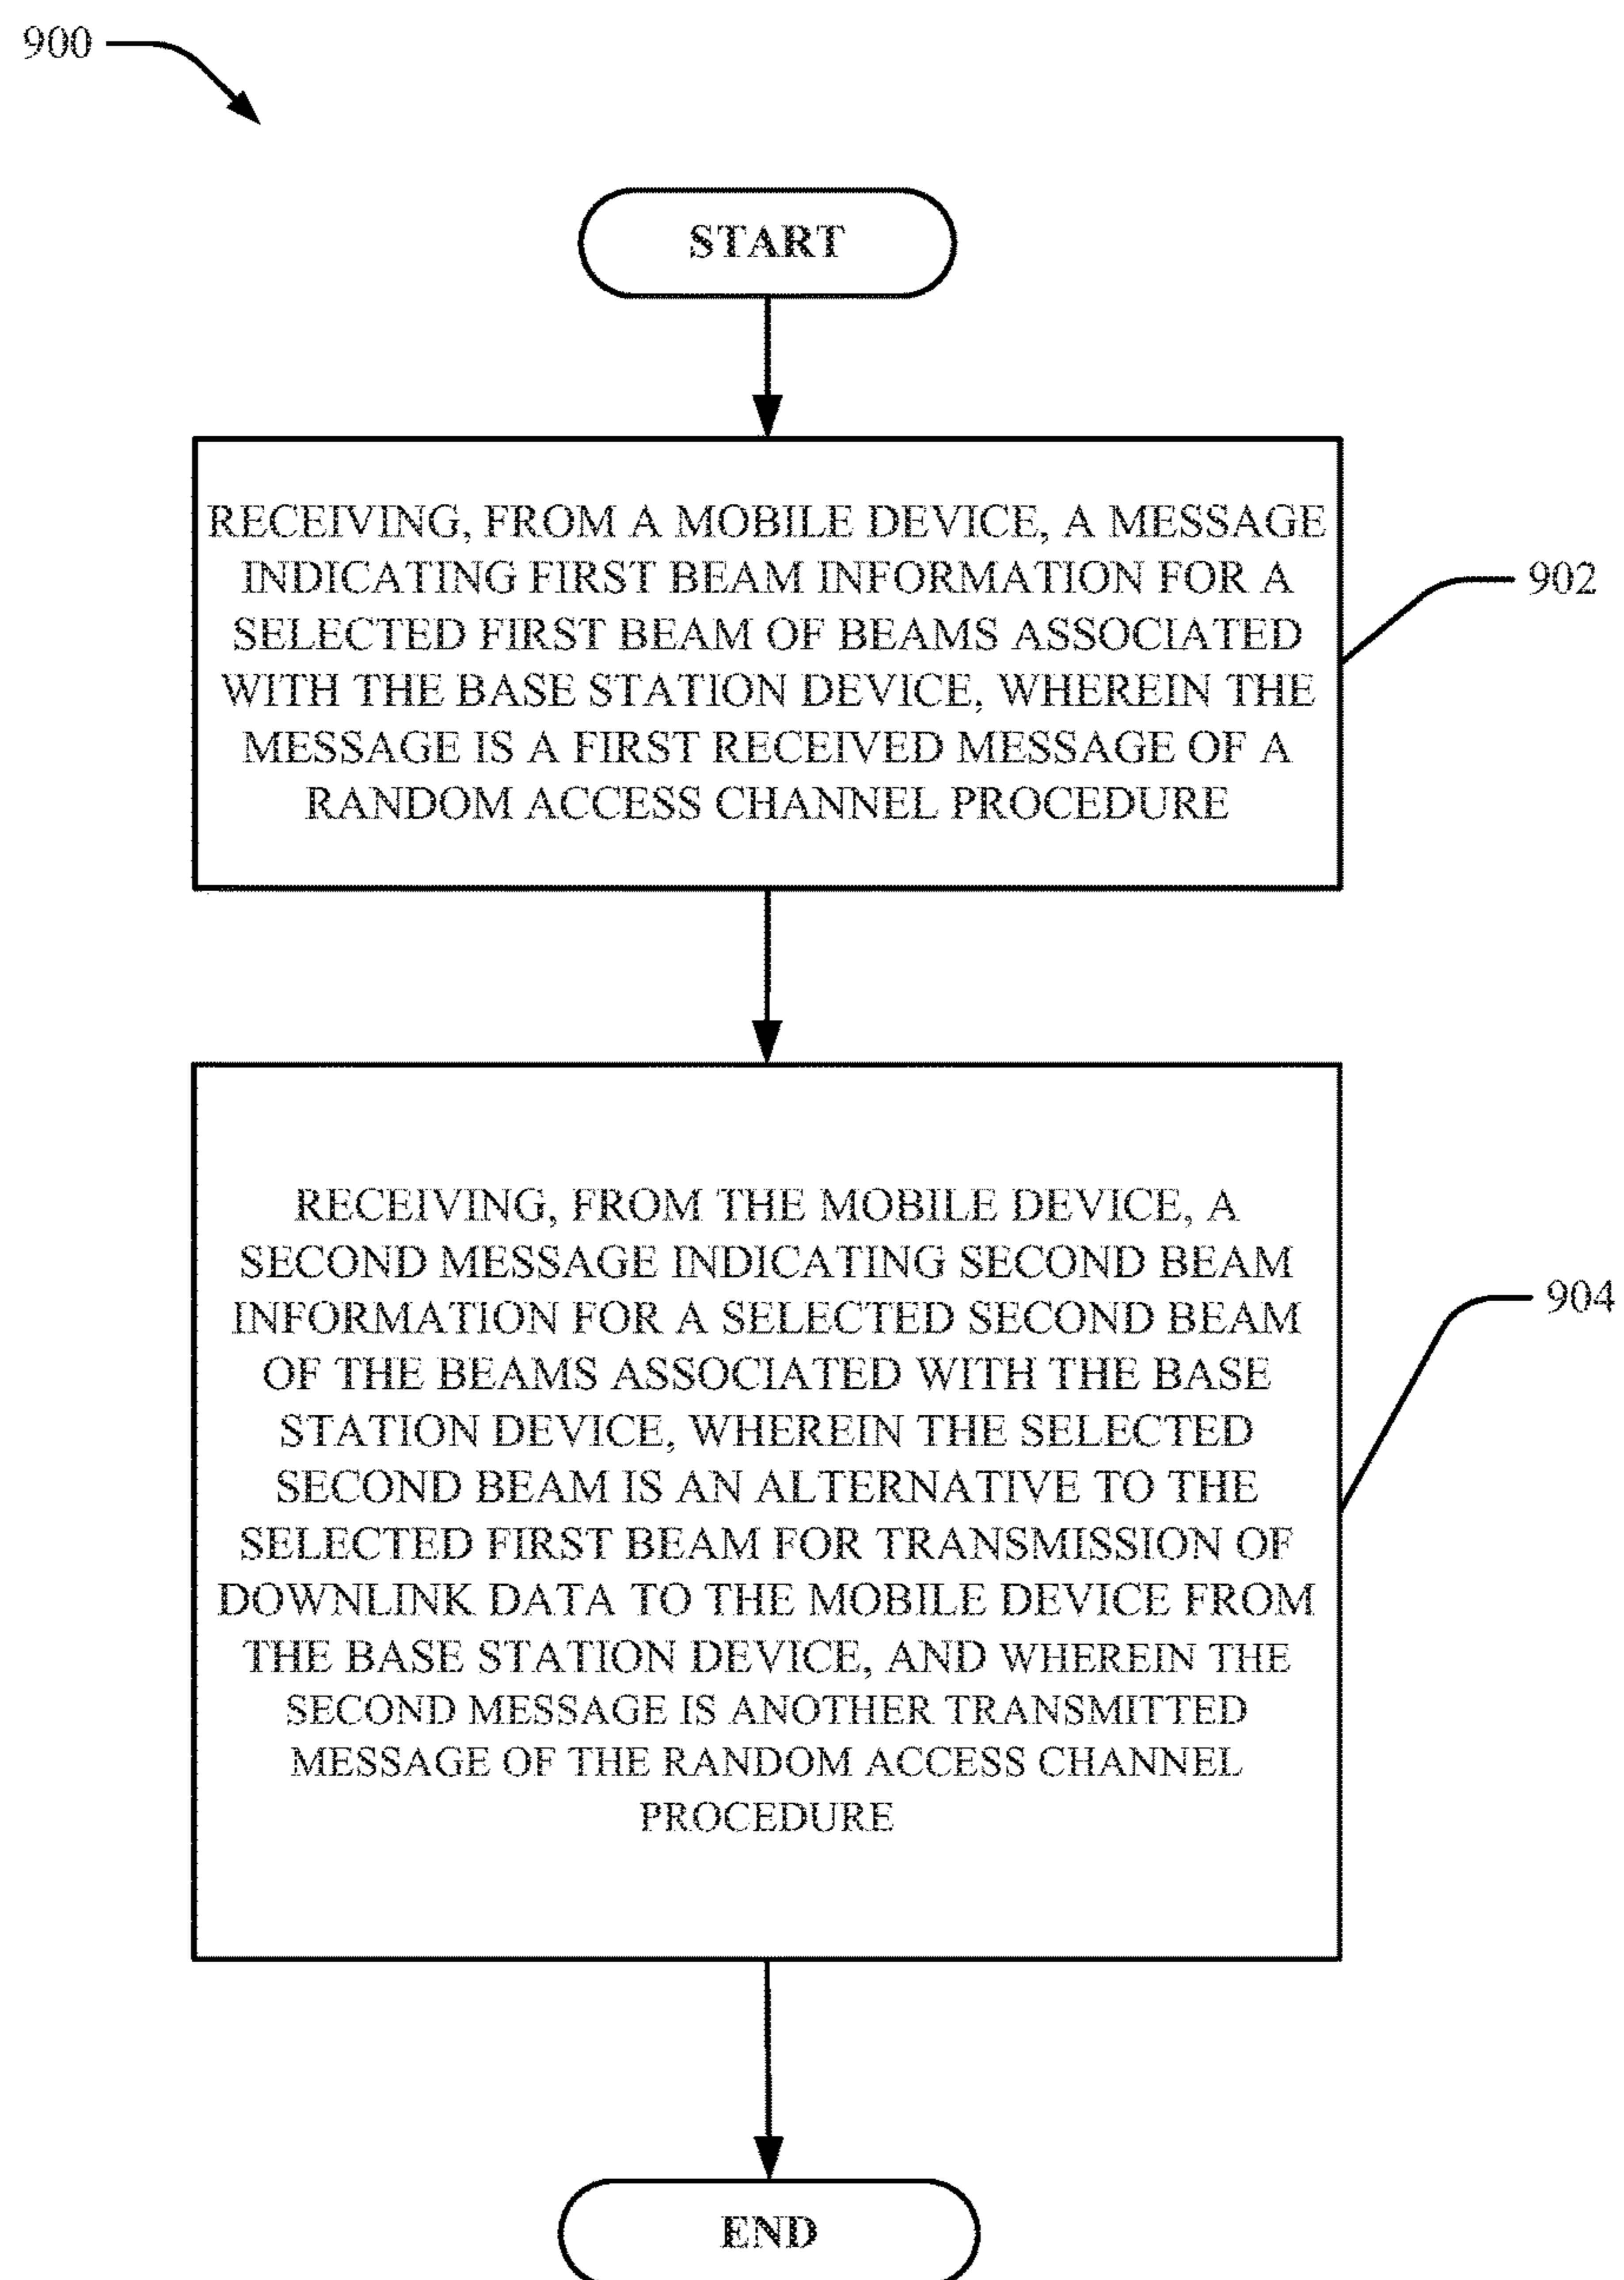 900
START
RECEIVING, FROM A MOBILE DEVICE, A MESSAGE
INDICATING FIRST BEAM INFORMATION FOR A
SELECTED FIRST BEAM OF BEAMS ASSOCIATED
WITH THE BASE STATION DEVICE, WHEREIN THE
MESSAGE IS A FIRST RECEIVED MESSAGE OF A
RANDOM ACCESS CHANNEL PROCEDURE
902
RECEIVING, FROM THE MOBILE DEVICE, A
SECOND MESSAGE INDICATING SECOND BEAM
INFORMATION FOR A SELECTED SECOND BEAM
OF THE BEAMS ASSOCIATED WITH THE BASE
STATION DEVICE, WHEREIN THE SELECTED
SECOND BEAM IS AN ALTERNATIVE TO THE
SELECTED FIRST BEAM FOR TRANSMISSION OF
DOWNLINK DATA TO THE MOBILE DEVICE FROM
THE BASE STATION DEVICE, AND WHEREIN THE
SECOND MESSAGE IS ANOTHER TRANSMITTED
MESSAGE OF THE RANDOM ACCESS CHANNEL
PROCEDURE
904
END